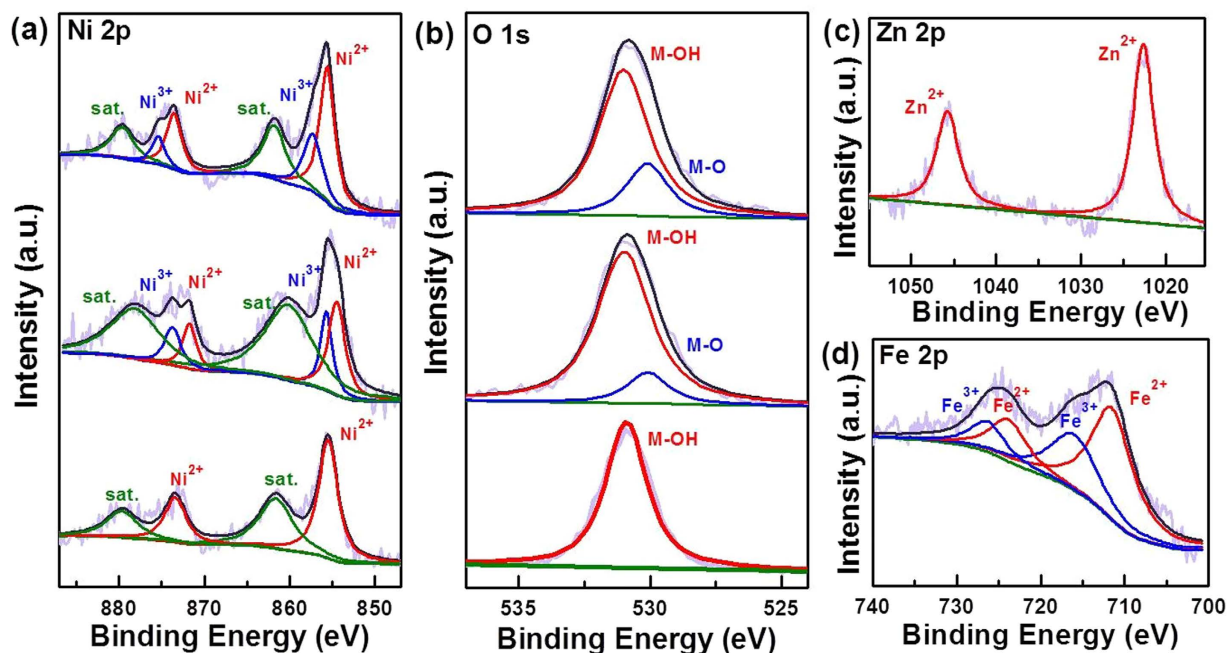 (a) Ni 2p
Ni²⁺
Ni³⁺
Ni²⁺
Ni³⁺
sat.
sat.
Ni²⁺
Ni³⁺
Ni²⁺
Ni³⁺
sat.
sat.
Ni²⁺
Ni²⁺
sat.
sat.
Intensity (a.u.)
880 870 860 850
Binding Energy (eV)
(b) O 1s
M-OH
M-O
M-OH
M-O
M-OH
Intensity (a.u.)
535 530 525
Binding Energy (eV)
(c) Zn 2p
Zn²⁺
Zn²⁺
Intensity (a.u.)
1050 1040 1030 1020
Binding Energy (eV)
(d) Fe 2p
Fe³⁺
Fe²⁺
Fe³⁺
Fe²⁺
Intensity (a.u.)
740 730 720 710 700
Binding Energy (eV)